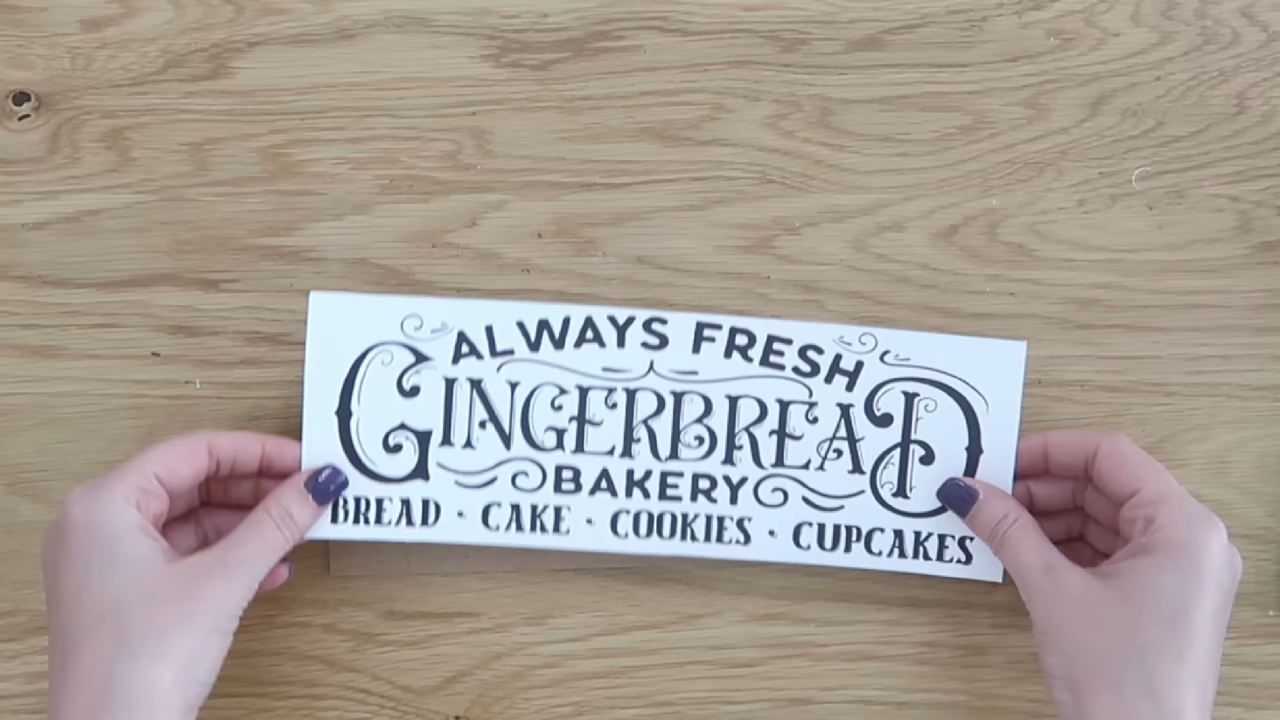 ALWAYS FRESH
GINGERBREAD
BAKERY
BREAD · CAKE · COOKIES · CUPCAKES